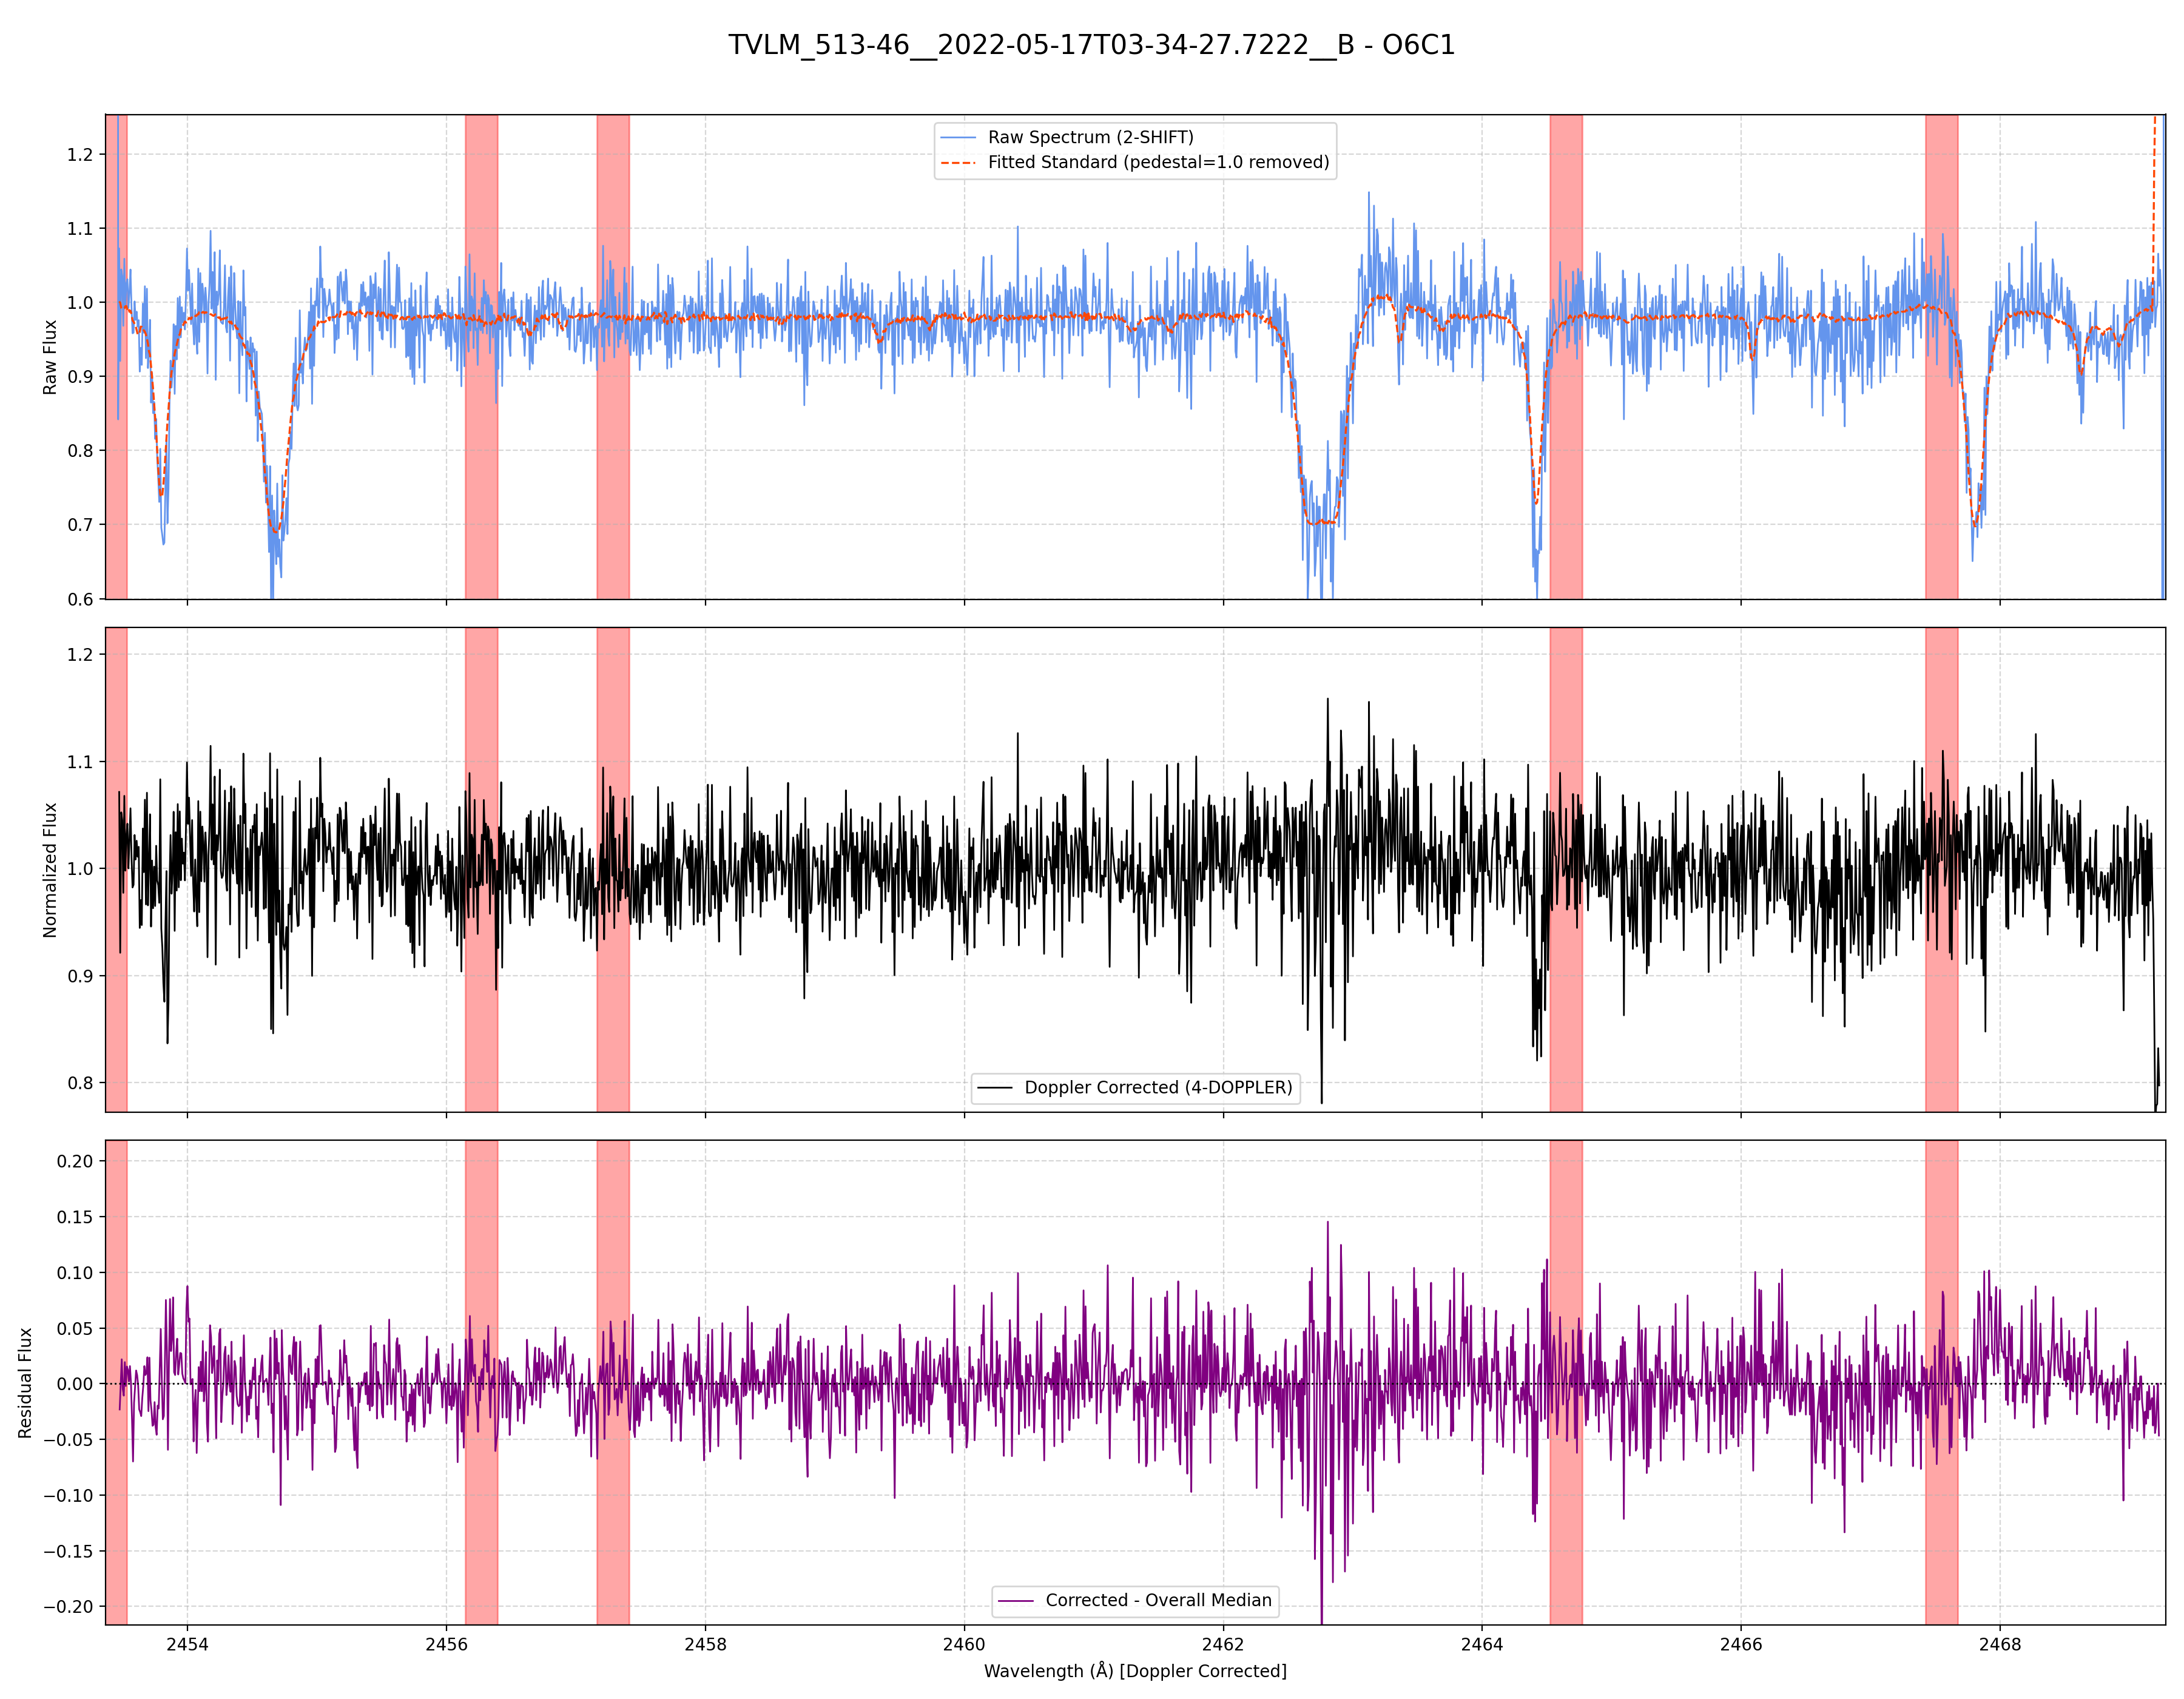 TVLM_513-46__2022-05-17T03-34-27.7222__B - O6C1
Raw Spectrum (2-SHIFT)
Fitted Standard (pedestal=1.0 removed)
Raw Flux
1.2
1.1
1.0
0.9
0.8
0.7
0.6
Normalized Flux
1.2
1.1
1.0
0.9
0.8
Doppler Corrected (4-DOPPLER)
Residual Flux
0.20
0.15
0.10
0.05
0.00
−0.05
−0.10
−0.15
−0.20
Corrected - Overall Median
2454 2456 2458 2460 2462 2464 2466 2468
Wavelength (Å) [Doppler Corrected]